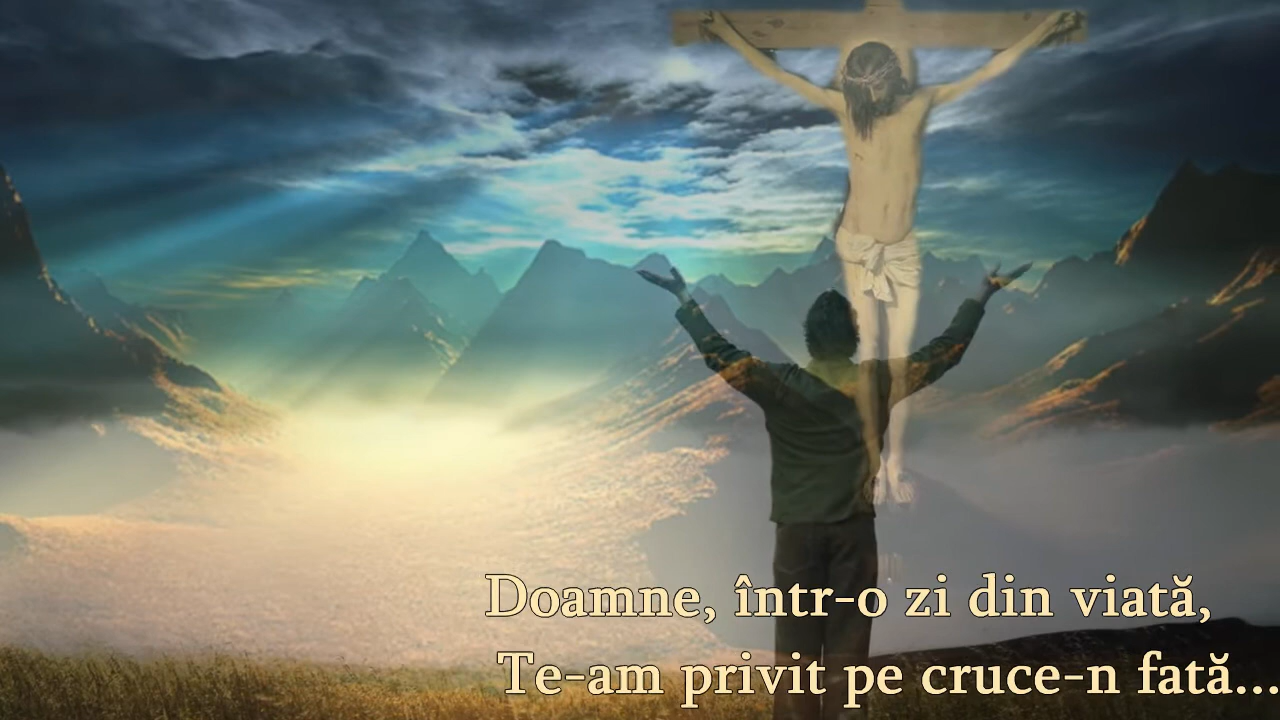 Doamne, într-o zi din viată,
Te-am privit pe cruce-n fată...